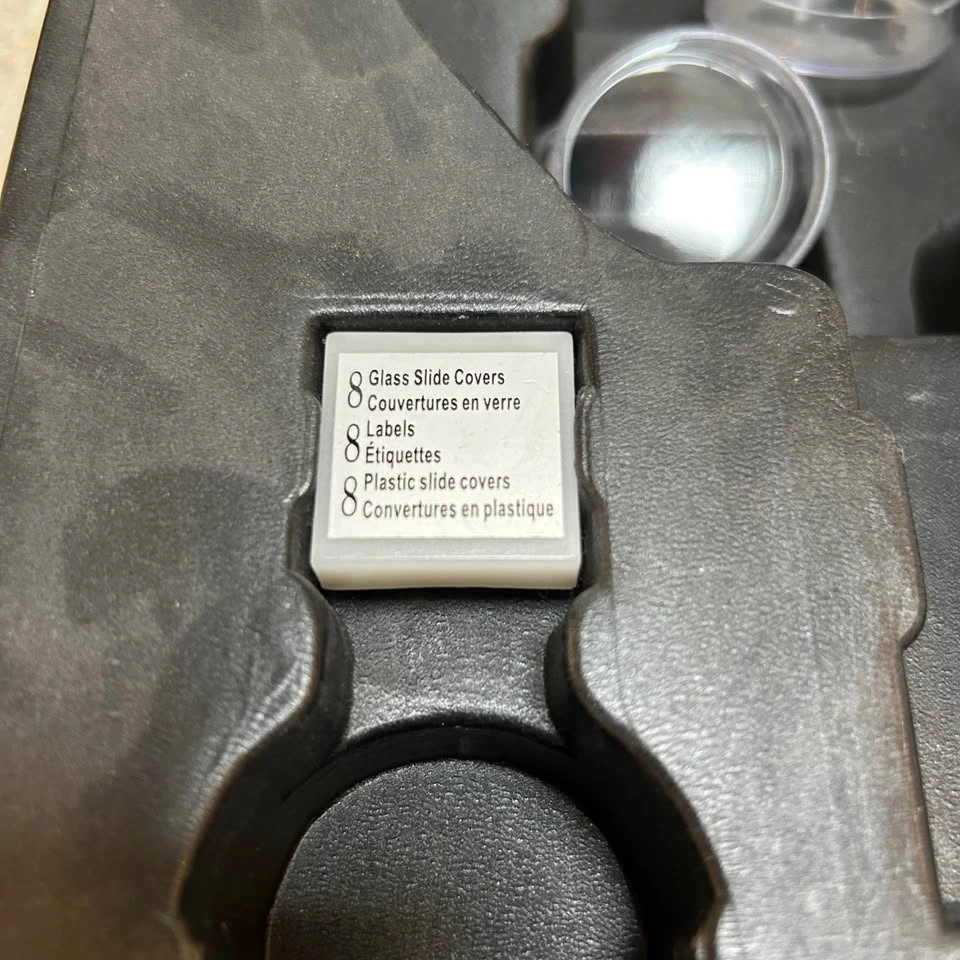 8 Glass Slide Covers
Couvertures en verre
8 Labels
Étiquettes
8 Plastic slide covers
Convertures en plastique